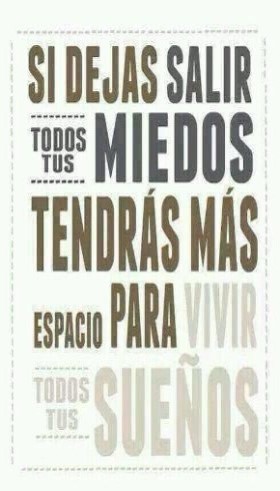 SI DEJAS SALIR
TODOS
TUS
MIEDOS
TENDRÁS MÁS
ESPACIO PARA VIVIR
TODOS
TUS
SUEÑOS